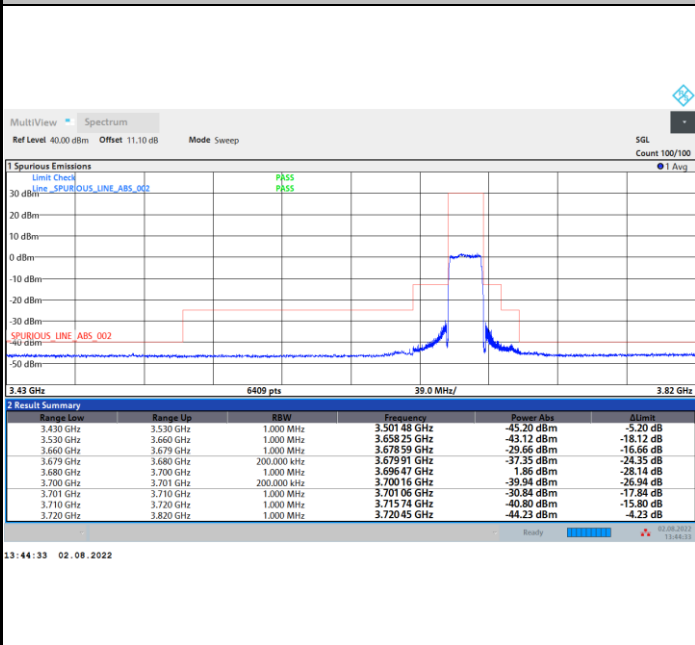 MultiView Spectrum
Ref Level 40.00 dBm Offset 11.10 dB Mode Sweep SGL
Count 100/100
1 Spurious Emissions 1 Avg
Limit Check PASS
Line _SPURIOUS_LINE_ABS_002 PASS
30 dBm
20 dBm
10 dBm
0 dBm
-10 dBm
-20 dBm
-30 dBm
_SPURIOUS_LINE_ABS_002
-40 dBm
-50 dBm
3.43 GHz 6409 pts 39.0 MHz/ 3.82 GHz
2 Result Summary
Range Low Range Up RBW Frequency Power Abs ΔLimit
3.430 GHz 3.530 GHz 1.000 MHz 3.501 48 GHz -45.20 dBm -5.20 dB
3.530 GHz 3.660 GHz 1.000 MHz 3.658 25 GHz -43.12 dBm -18.12 dB
3.660 GHz 3.679 GHz 1.000 MHz 3.678 59 GHz -29.66 dBm -16.66 dB
3.679 GHz 3.680 GHz 200.000 kHz 3.679 91 GHz -37.35 dBm -24.35 dB
3.680 GHz 3.700 GHz 1.000 MHz 3.696 47 GHz 1.86 dBm -28.14 dB
3.700 GHz 3.701 GHz 200.000 kHz 3.700 16 GHz -39.94 dBm -26.94 dB
3.701 GHz 3.710 GHz 1.000 MHz 3.701 06 GHz -30.84 dBm -17.84 dB
3.710 GHz 3.720 GHz 1.000 MHz 3.715 74 GHz -40.80 dBm -15.80 dB
3.720 GHz 3.820 GHz 1.000 MHz 3.720 45 GHz -44.23 dBm -4.23 dB
Ready 02.08.2022
13:44:33
13:44:33 02.08.2022